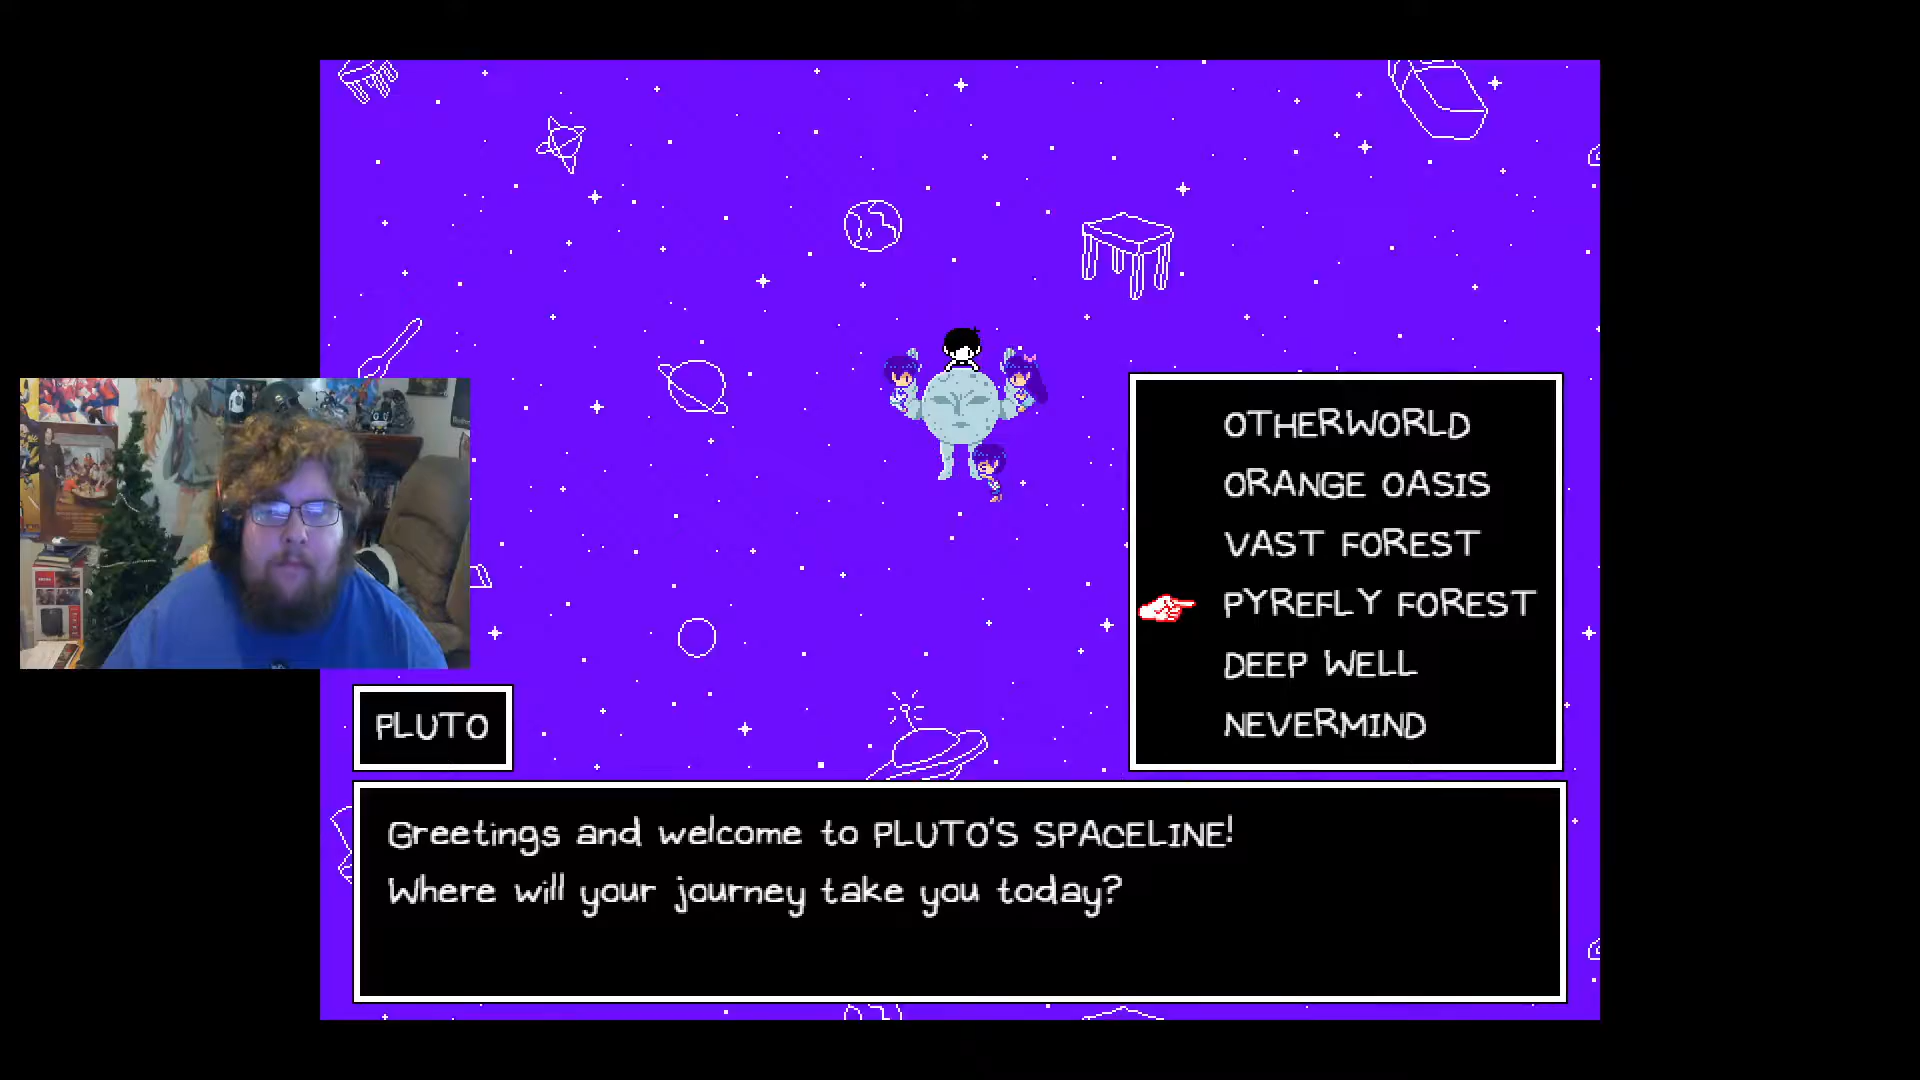 OTHERWORLD
ORANGE OASIS
VAST FOREST
PYREFLY FOREST
DEEP WELL
NEVERMIND
PLUTO
Greetings and welcome to PLUTO'S SPACELINE!
Where will your journey take you today?